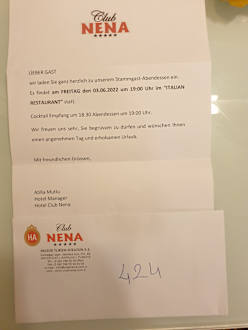 Club
NENA
LIEBER GAST
wir laden Sie ganz herzlich zu unserem Stammgast-Abendessen ein.
Es findet am FREITAG den 03.06.2022 um 19:00 Uhr im "ITALIAN
RESTAURANT" statt.
Cocktail Empfang um 18:30 Abendessen um 19:00 Uhr.
Wir freuen uns sehr, Sie begrüssen zu dürfen und wünschen Ihnen
einen angenehmen Tag und erholsamen Urlaub.
Mit freundlichen Grüssen,
Atilla Mutlu
Hotel Manager
Hotel Club Nena
HA
Club
NENA
424